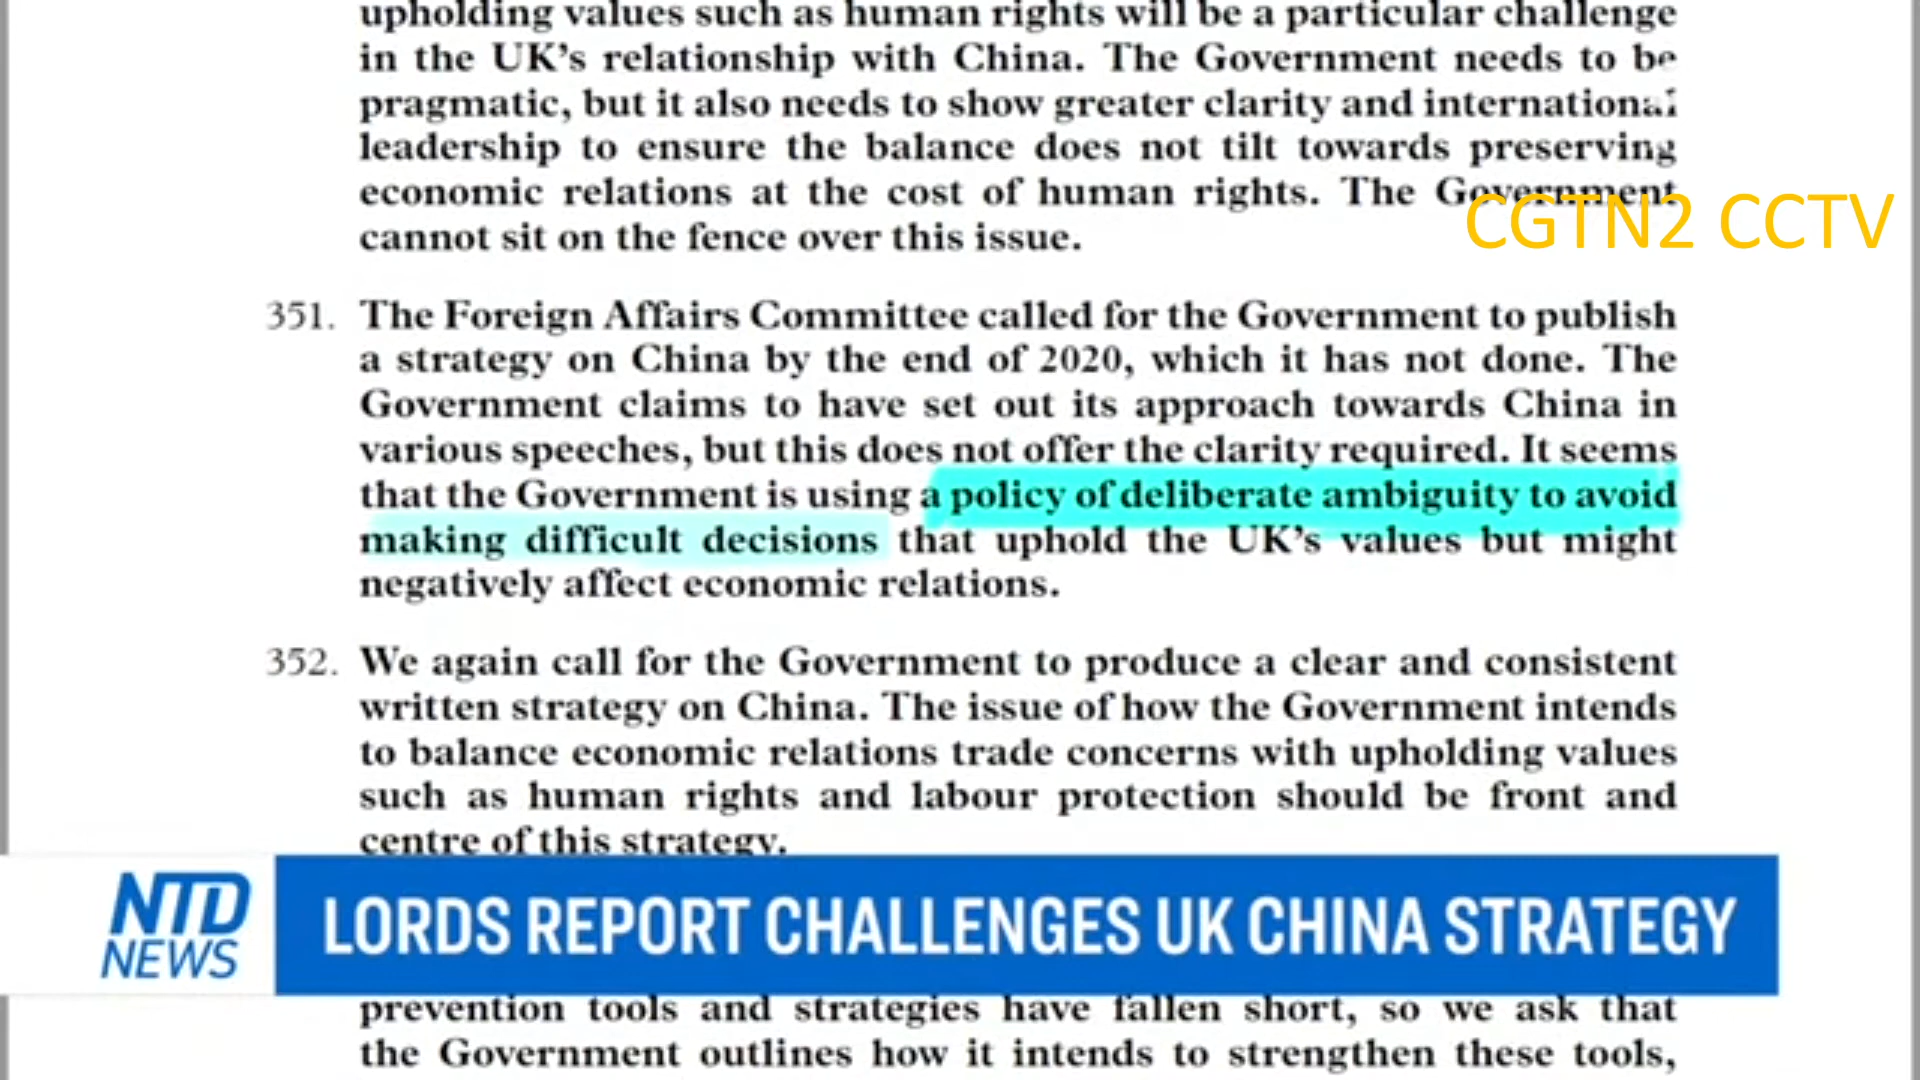 upholding values such as human rights will be a particular challenge
in the UK's relationship with China. The Government needs to be
pragmatic, but it also needs to show greater clarity and international
leadership to ensure the balance does not tilt towards preserving
economic relations at the cost of human rights. The Government
cannot sit on the fence over this issue.
CGTN2 CCTV
351. The Foreign Affairs Committee called for the Government to publish
a strategy on China by the end of 2020, which it has not done. The
Government claims to have set out its approach towards China in
various speeches, but this does not offer the clarity required. It seems
that the Government is using a policy of deliberate ambiguity to avoid
making difficult decisions that uphold the UK's values but might
negatively affect economic relations.
352. We again call for the Government to produce a clear and consistent
written strategy on China. The issue of how the Government intends
to balance economic relations trade concerns with upholding values
such as human rights and labour protection should be front and
centre of this strategy.
NTD
NEWS
LORDS REPORT CHALLENGES UK CHINA STRATEGY
prevention tools and strategies have fallen short, so we ask that
the Government outlines how it intends to strengthen these tools,